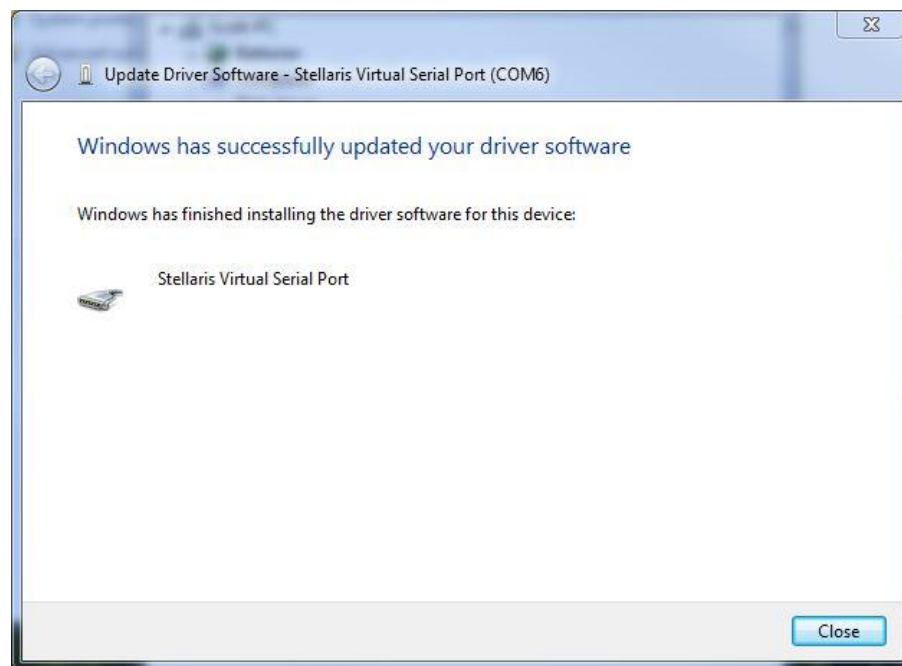 Update Driver Software - Stellaris Virtual Serial Port (COM6)
Windows has successfully updated your driver software
Windows has finished installing the driver software for this device:
Stellaris Virtual Serial Port
Close